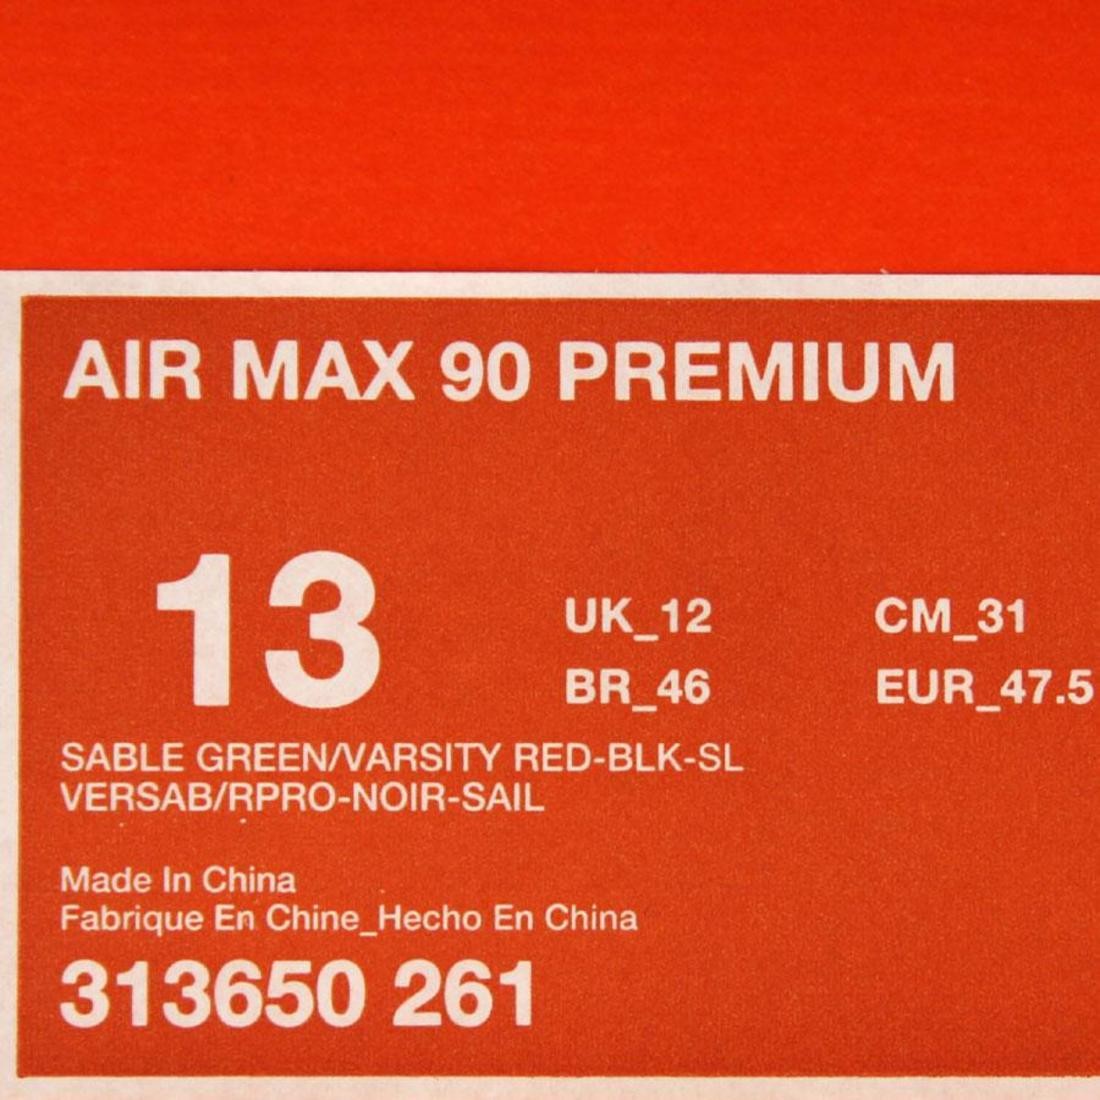 AIR MAX 90 PREMIUM
13
UK_12 CM_31
BR_46 EUR_47.5
SABLE GREEN/VARSITY RED-BLK-SL
VERSAB/RPRO-NOIR-SAIL
Made In China
Fabrique En Chine_Hecho En China
313650 261